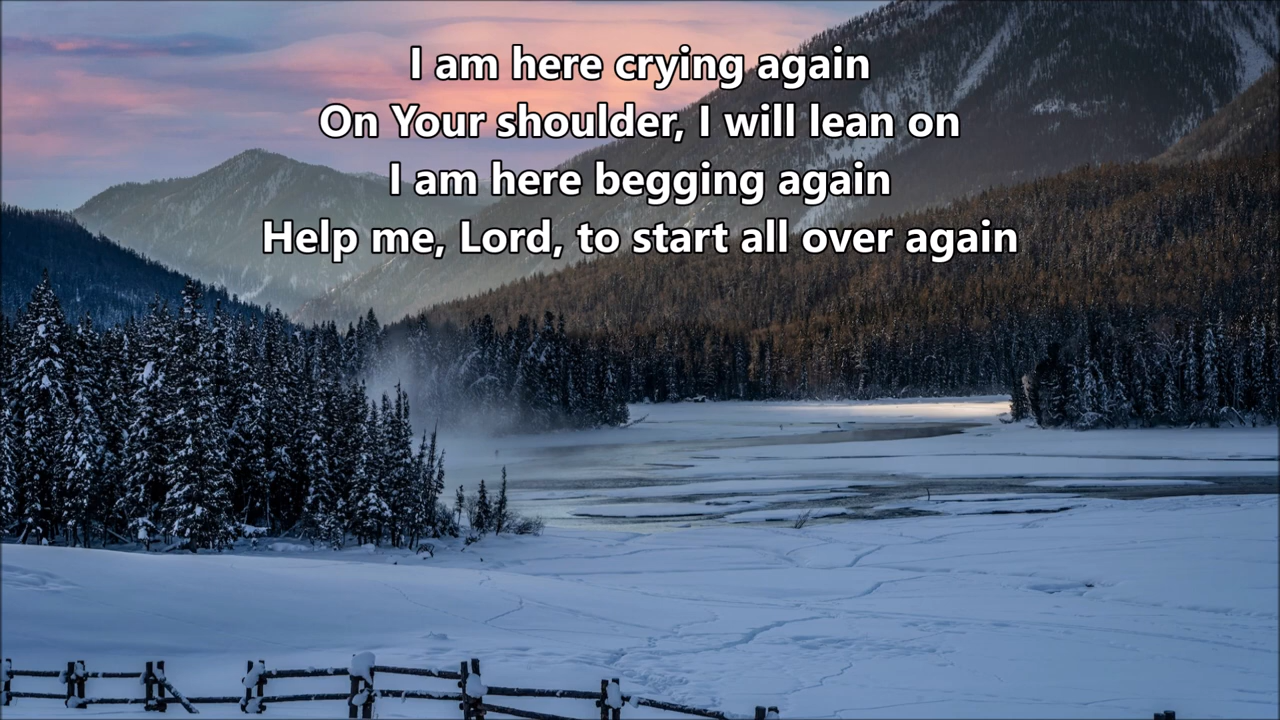 I am here crying again
On Your shoulder, I will lean on
I am here begging again
Help me, Lord, to start all over again